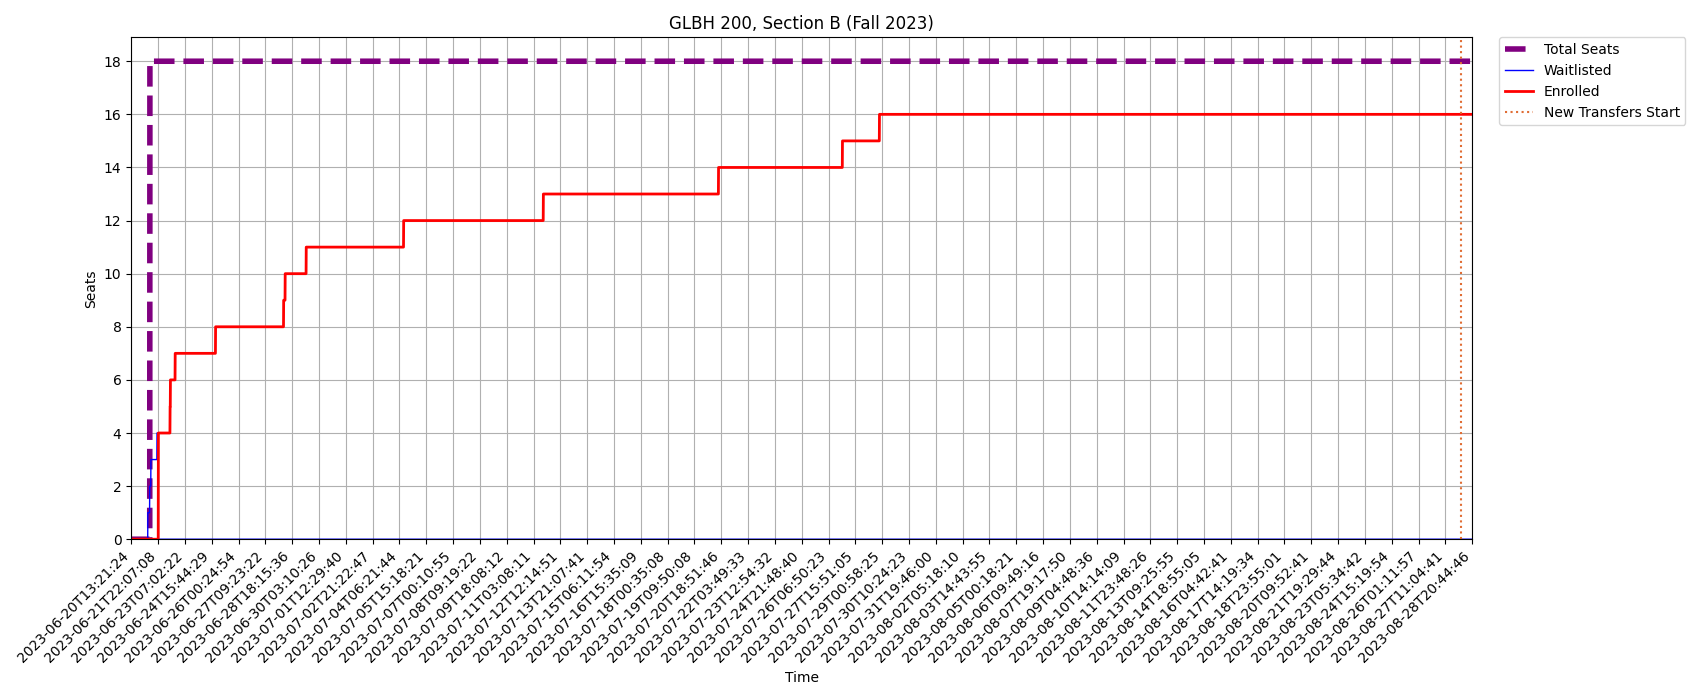 GLBH 200, Section B (Fall 2023)
Total Seats
Waitlisted
Enrolled
New Transfers Start
18
16
14
12
10
8
6
4
2
0
Seats
2023-06-20T13:21:24
2023-06-21T22:07:08
2023-06-23T07:02:22
2023-06-24T15:44:29
2023-06-26T00:24:54
2023-06-27T09:23:22
2023-06-28T18:15:36
2023-06-30T03:10:26
2023-07-01T12:29:40
2023-07-02T21:22:47
2023-07-04T06:21:44
2023-07-05T15:18:21
2023-07-07T00:10:55
2023-07-08T09:19:22
2023-07-09T18:08:12
2023-07-11T03:08:11
2023-07-12T12:14:51
2023-07-13T21:07:41
2023-07-15T06:11:54
2023-07-16T15:35:09
2023-07-18T00:35:08
2023-07-19T09:50:08
2023-07-20T18:51:46
2023-07-22T03:49:33
2023-07-23T12:54:32
2023-07-24T21:48:40
2023-07-26T06:50:23
2023-07-27T15:51:05
2023-07-29T00:58:25
2023-07-30T10:24:23
2023-07-31T19:46:00
2023-08-02T05:18:10
2023-08-03T14:43:55
2023-08-05T00:18:21
2023-08-06T09:49:16
2023-08-07T19:17:50
2023-08-09T04:48:36
2023-08-10T14:14:09
2023-08-11T23:48:26
2023-08-13T09:25:55
2023-08-14T18:55:05
2023-08-16T04:42:41
2023-08-17T14:19:34
2023-08-18T23:55:01
2023-08-20T09:52:41
2023-08-21T19:29:44
2023-08-23T05:34:42
2023-08-24T15:19:54
2023-08-26T01:11:57
2023-08-27T11:04:41
2023-08-28T20:44:46
Time